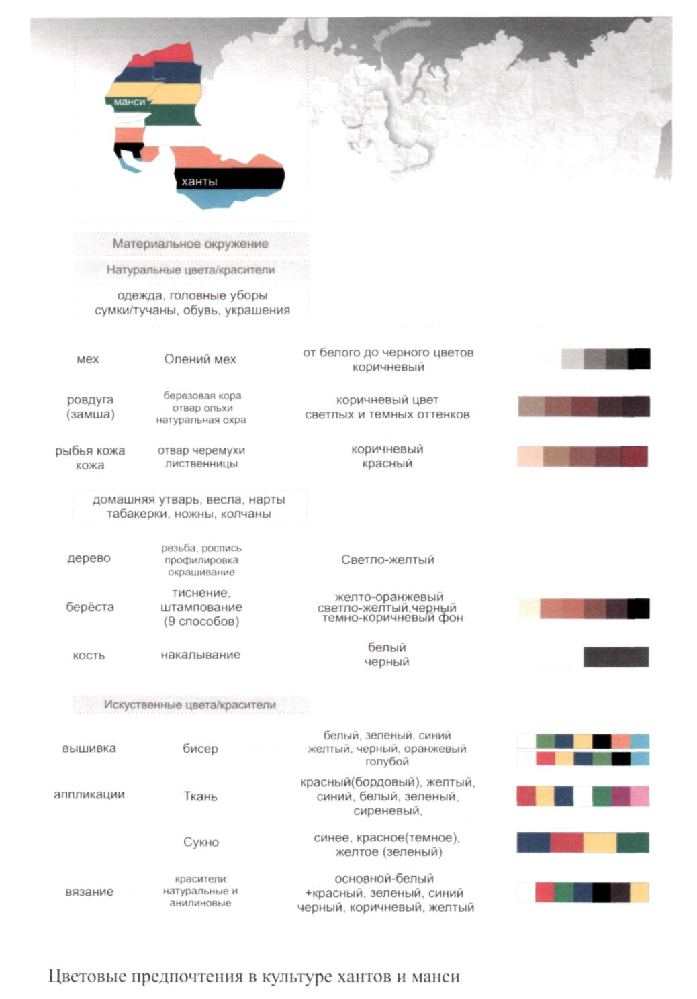 манси
ханты
Материальное окружение
Натуральные цвета/красители
одежда, головные уборы
сумки/тучаны, обувь, украшения
мех
Олений мех
от белого до черного цветов
коричневый
ровдуга
(замша)
березовая кора
отвар ольхи
натуральная охра
коричневый цвет
светлых и темных оттенков
рыбья кожа
кожа
отвар черемухи
лиственницы
коричневый
красный
домашняя утварь, весла, нарты
табакерки, ножны, колчаны
дерево
резьба, роспись
профилировка
окрашивание
Светло-желтый
берёста
тиснение,
штампование
(9 способов)
желто-оранжевый
светло-желтый,черный
темно-коричневый фон
кость
накалывание
белый
черный
Искуственные цвета/красители
вышивка
бисер
белый, зеленый, синий
желтый, черный, оранжевый
голубой
аппликации
Ткань
красный(бордовый), желтый,
синий, белый, зеленый,
сиреневый,
Сукно
синее, красное(темное),
желтое (зеленый)
вязание
красители:
натуральные и
анилиновые
основной-белый
+красный, зеленый, синий
черный, коричневый, желтый
Цветовые предпочтения в культуре хантов и манси